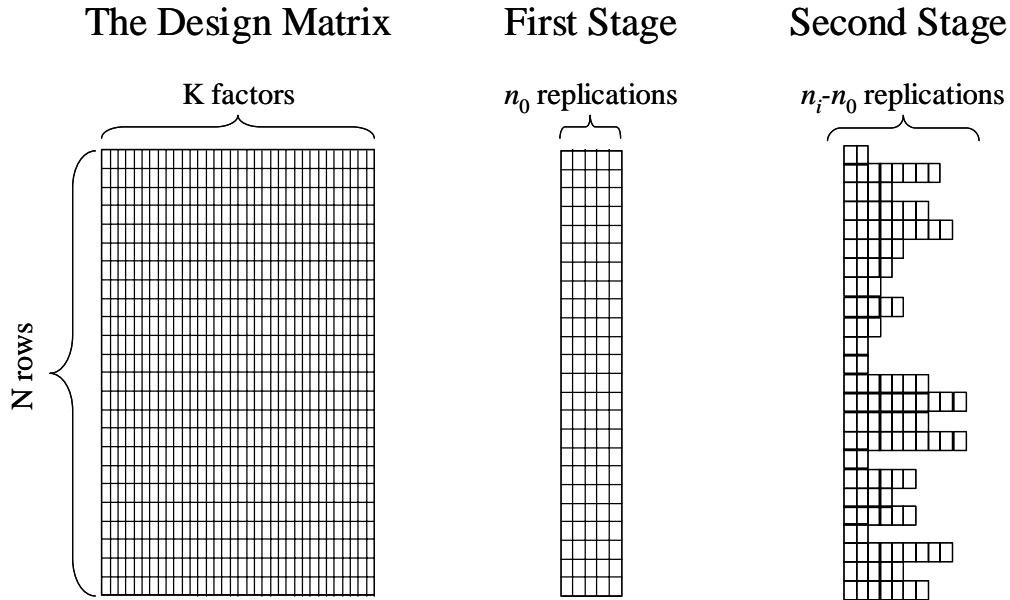 The Design Matrix
First Stage
Second Stage
K factors
n₀ replications
nᵢ-n₀ replications
N rows